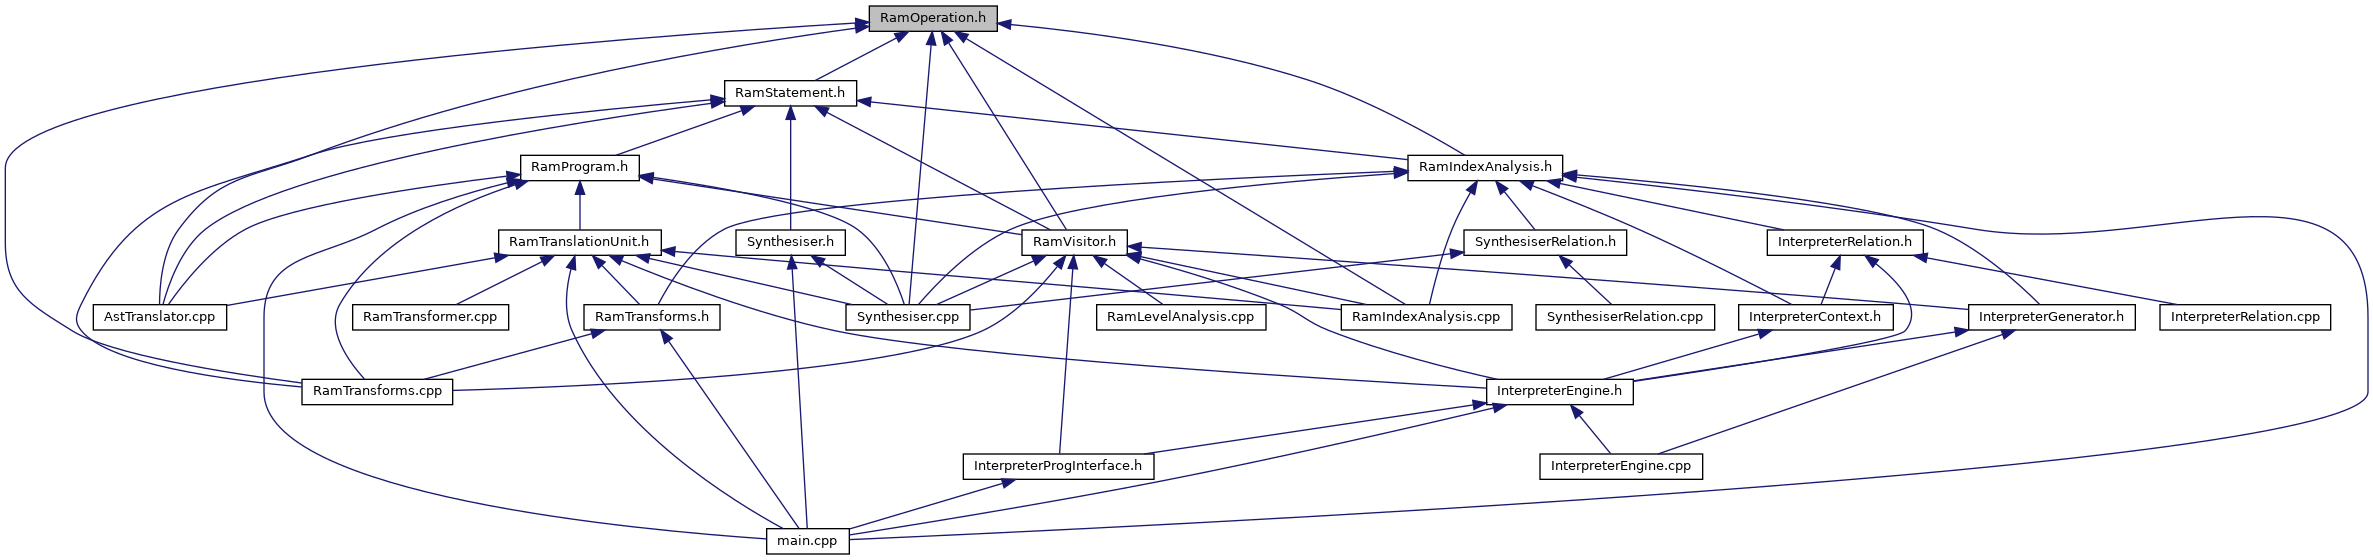 RamOperation.h
RamStatement.h
RamProgram.h
RamIndexAnalysis.h
RamTranslationUnit.h
Synthesiser.h
RamVisitor.h
SynthesiserRelation.h
InterpreterRelation.h
AstTranslator.cpp
RamTransformer.cpp
RamTransforms.h
Synthesiser.cpp
RamLevelAnalysis.cpp
RamIndexAnalysis.cpp
SynthesiserRelation.cpp
InterpreterContext.h
InterpreterGenerator.h
InterpreterRelation.cpp
RamTransforms.cpp
InterpreterEngine.h
InterpreterProgInterface.h
InterpreterEngine.cpp
main.cpp